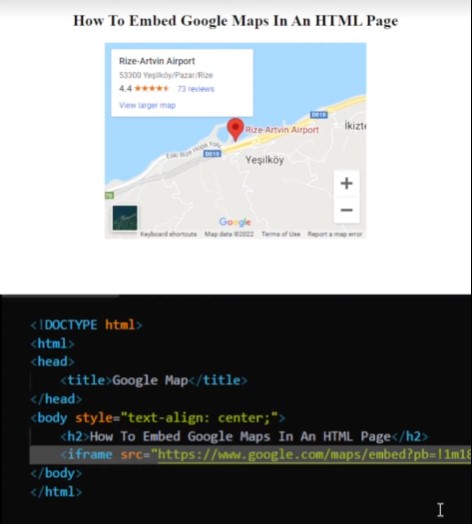 How To Embed Google Maps In An HTML Page
Rize-Artvin Airport
53300 Yeşilköy/Pazar/Rize
4.4
73 reviews
View larger map
D010
Rize-Artvin Airport
İkizte
Eski Rize Hopa Yolu
D010
Yeşilköy
+
−
Google
Keyboard shortcuts Map data ©2022 Terms of Use Report a map error
<!DOCTYPE html>
<html>
<head>
<title>Google Map</title>
</head>
<body style="text-align: center;">
<h2>How To Embed Google Maps In An HTML Page</h2>
<iframe src="https://www.google.com/maps/embed?pb=!1m18
</body>
</html>